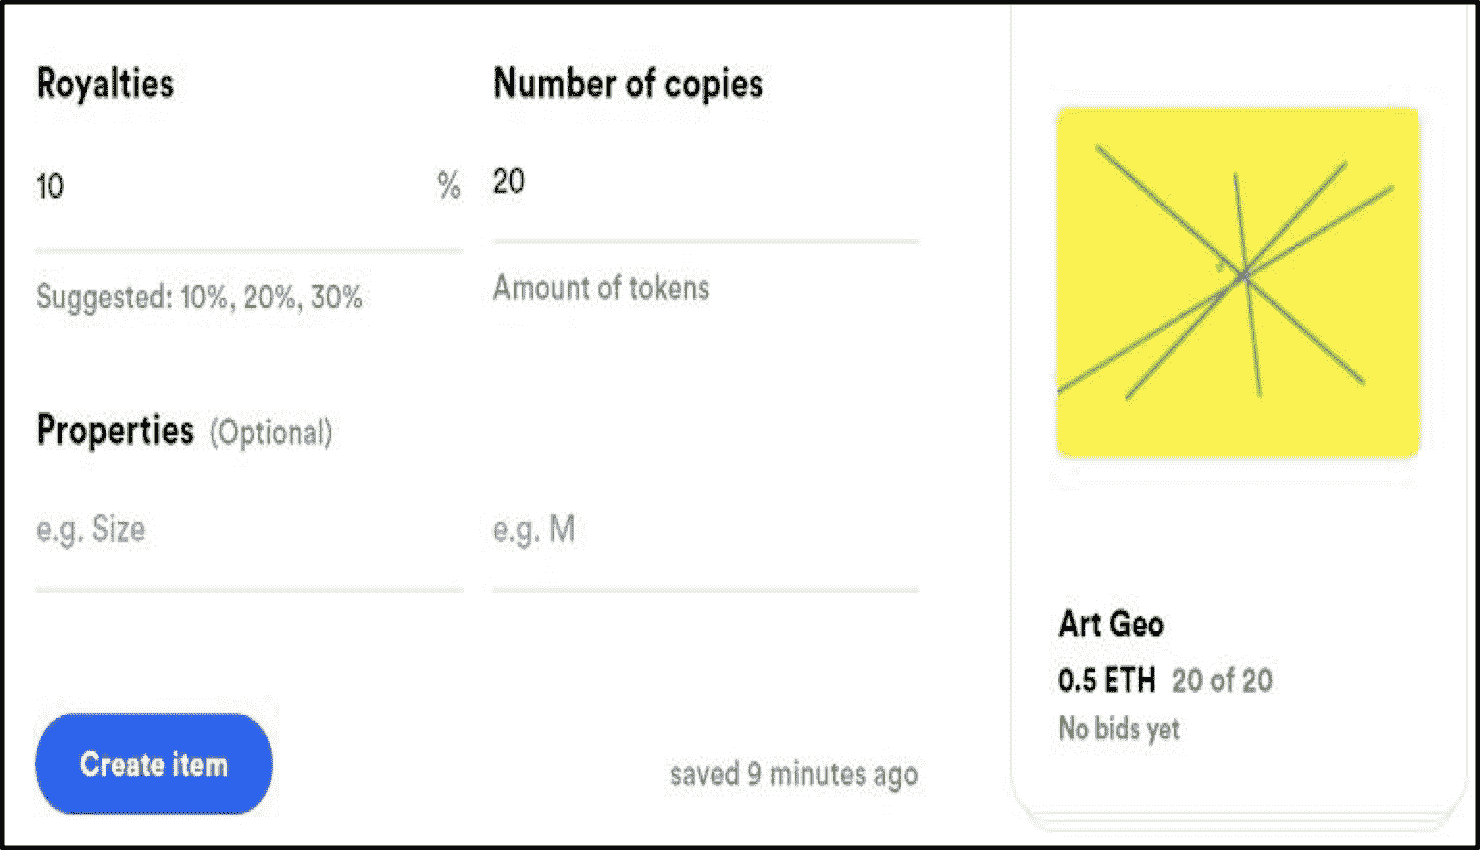 Royalties
Number of copies
10 %
20
Suggested: 10%, 20%, 30%
Amount of tokens
Properties (Optional)
e.g. Size
e.g. M
Create item
saved 9 minutes ago
Art Geo
0.5 ETH 20 of 20
No bids yet